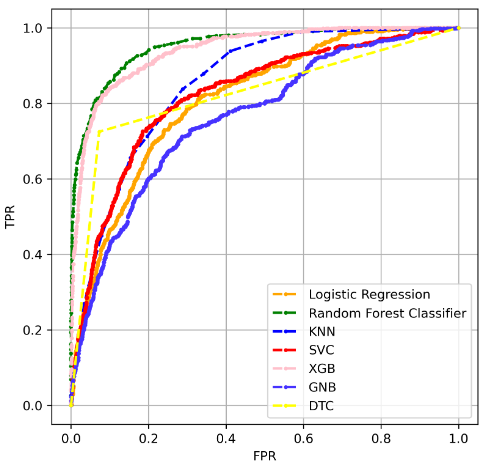 1.0
0.8
0.6
0.4
0.2
0.0
TPR
0.0 0.2 0.4 0.6 0.8 1.0
FPR
Logistic Regression
Random Forest Classifier
KNN
SVC
XGB
GNB
DTC